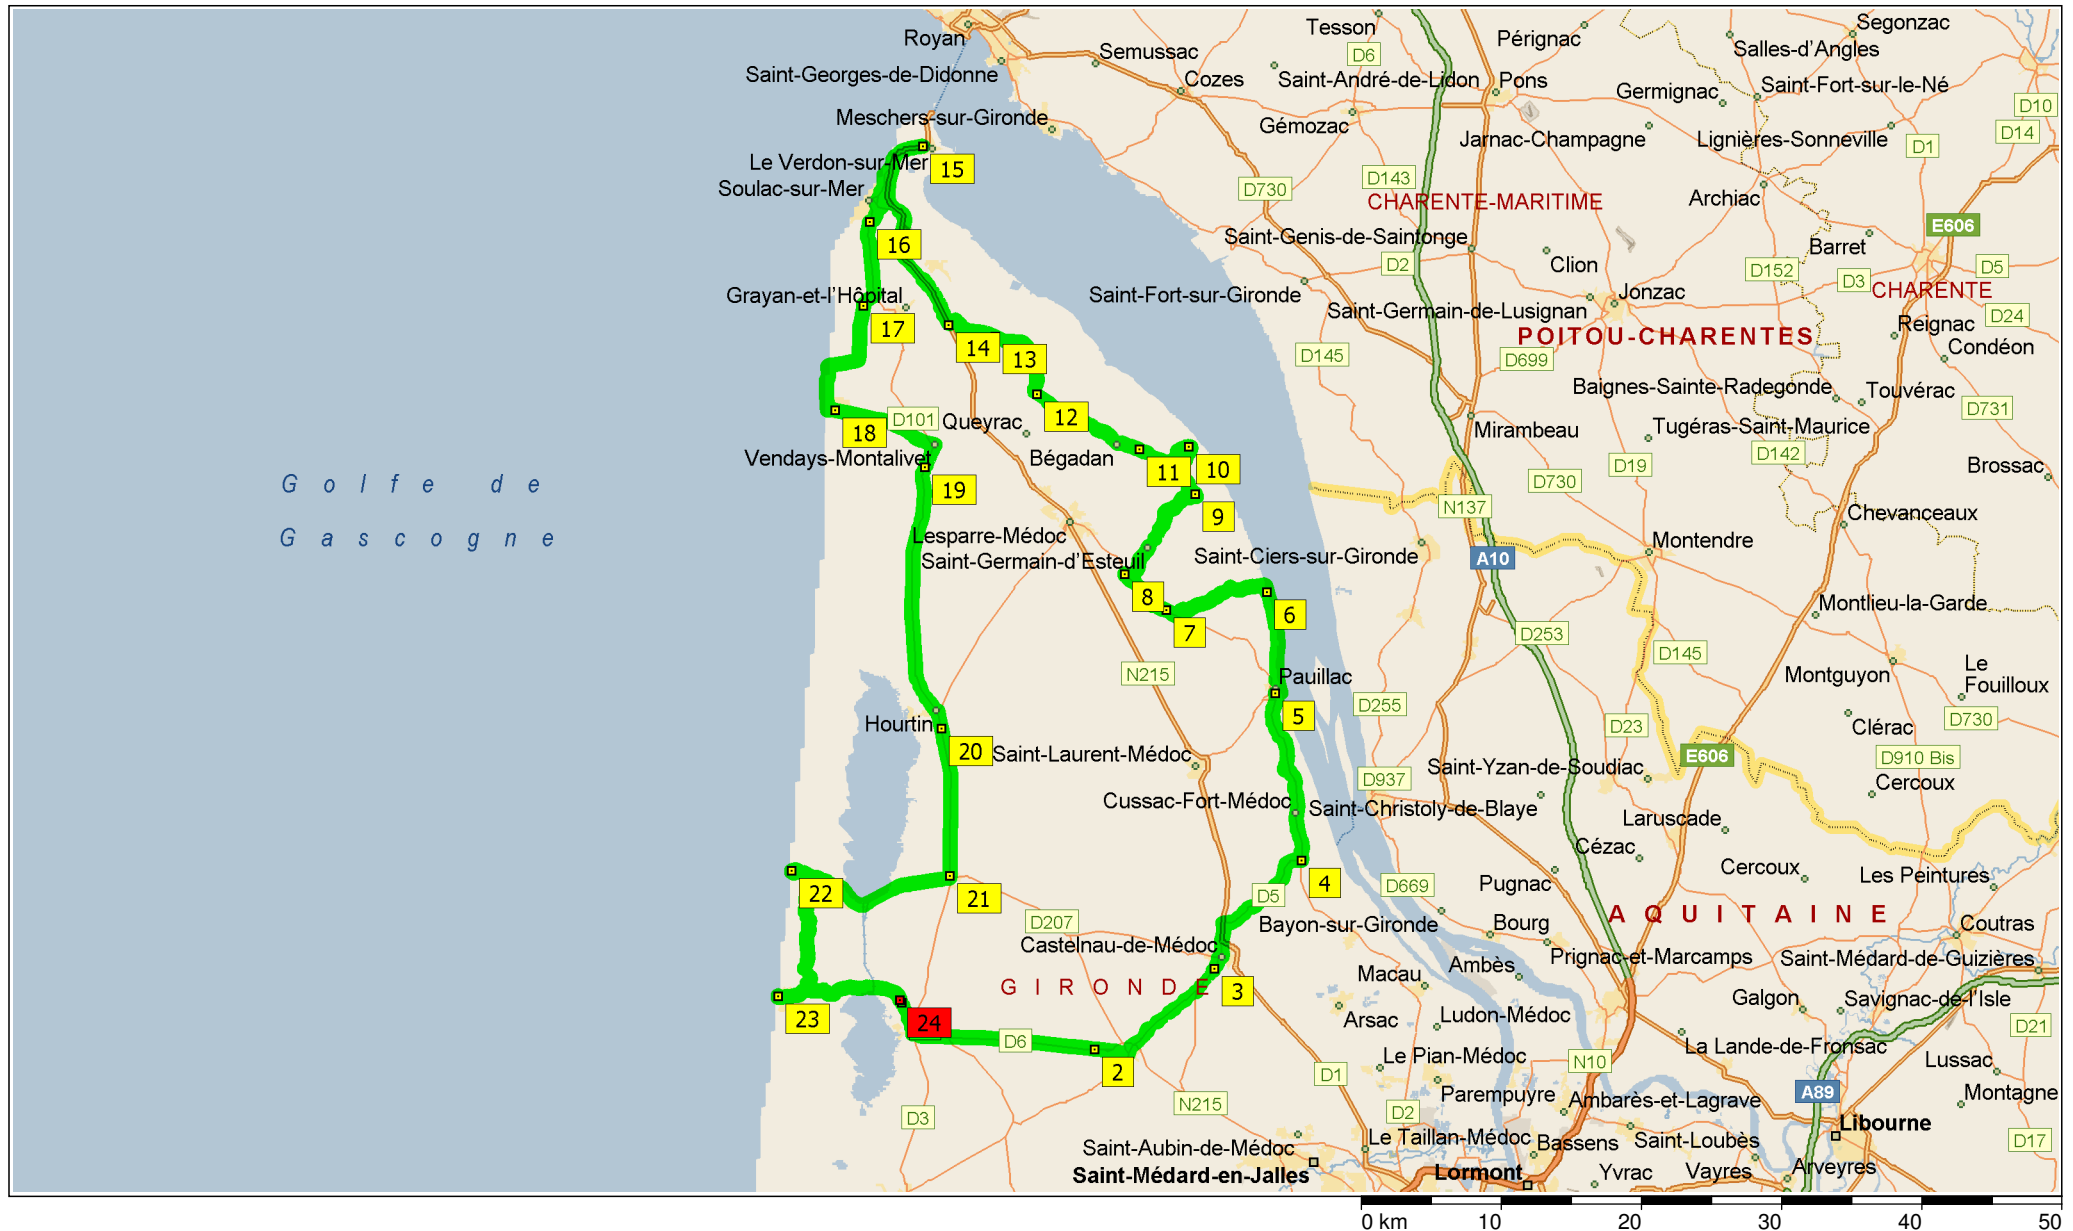 Royan
Semussac
Tesson
D6
Pérignac
Segonzac
Salles-d'Angles
Saint-Georges-de-Didonne
Cozes
Saint-André-de-Lidon
Pons
Germignac
Saint-Fort-sur-le-Né
D10
Meschers-sur-Gironde
Gémozac
Jarnac-Champagne
Lignières-Sonneville
D14
D1
Le Verdon-sur-Mer
15
Soulac-sur-Mer
D730
D143
CHARENTE-MARITIME
Archiac
E606
16
Saint-Genis-de-Saintonge
D2
Clion
Barret
D152
D3
D5
Grayan-et-l'Hôpital
Saint-Fort-sur-Gironde
Jonzac
CHARENTE
17
Saint-Germain-de-Lusignan
D24
Reignac
14
13
D145
POITOU-CHARENTES
D699
Condéon
Baignes-Sainte-Radegonde
Touvérac
D731
12
D101
Queyrac
18
Mirambeau
Tugéras-Saint-Maurice
Vendays-Montalivet
Bégadan
11
10
D19
D142
Brossac
Golfe de
Gascogne
19
D730
9
N137
Chevanceaux
Lesparre-Médoc
Saint-Germain-d'Esteuil
Saint-Ciers-sur-Gironde
A10
Montendre
8
6
7
Montlieu-la-Garde
D253
D145
N215
Pauillac
Montguyon
Le
Fouilloux
5
D255
Hourtin
D23
Clérac
D730
20
Saint-Laurent-Médoc
D937
Saint-Yzan-de-Soudiac
E606
D910 Bis
Cercoux
Cussac-Fort-Médoc
Saint-Christoly-de-Blaye
Laruscade
Cézac
22
21
4
D5
D669
Pugnac
Cercoux
Les Peintures
D207
Bayon-sur-Gironde
Bourg
AQUITAINE
Coutras
Castelnau-de-Médoc
Prignac-et-Marcamps
Saint-Médard-de-Guizières
GIRONDE
3
Macau
Ambès
Galgon
Savignac-de-l'Isle
23
24
Arsac
Ludon-Médoc
D21
D6
2
Le Pian-Médoc
N10
La Lande-de-Fronsac
Lussac
D1
D3
N215
D2
Parempuyre
Ambarès-et-Lagrave
A89
Montagne
Libourne
Saint-Aubin-de-Médoc
Le Taillan-Médoc
Bassens
Saint-Loubès
D17
Saint-Médard-en-Jalles
Lormont
Yvrac
Vayres
Arveyres
0 km 10 20 30 40 50